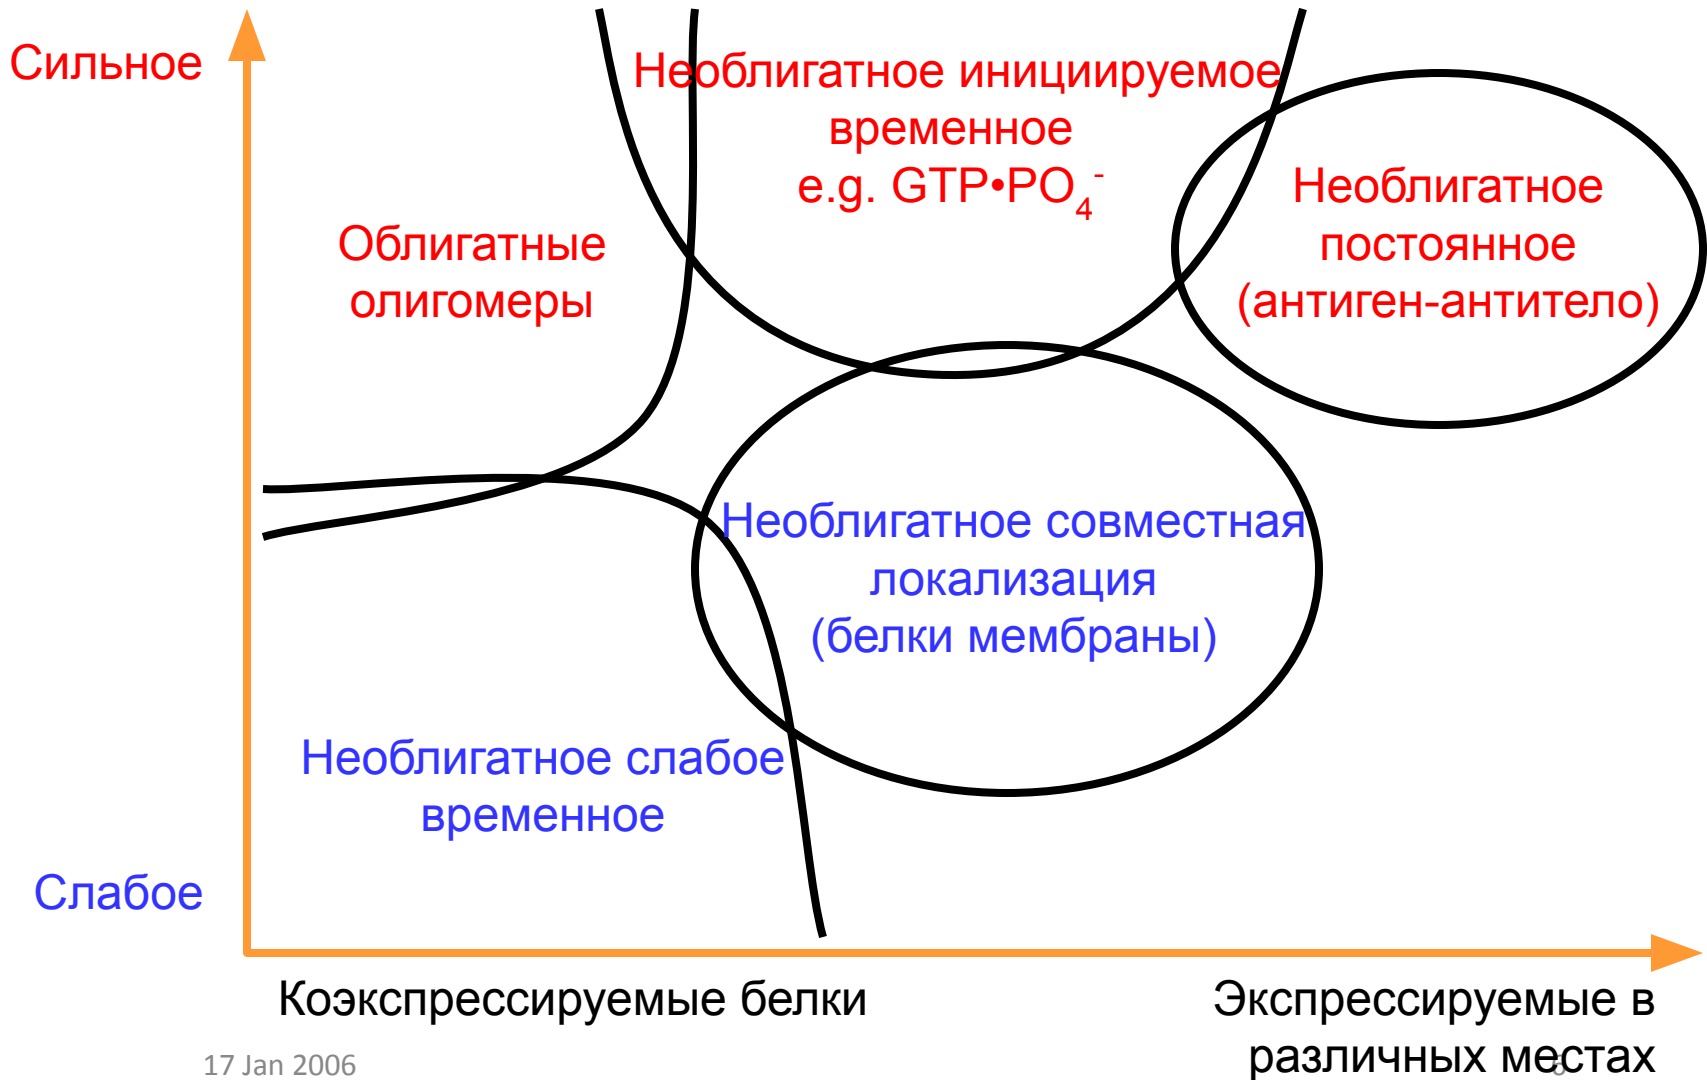 Сильное
Необлигатное инициируемое
временное
e.g. GTP•PO4-
Необлигатное
постоянное
(антиген-антитело)
Облигатные
олигомеры
Необлигатное совместная
локализация
(белки мембраны)
Необлигатное слабое
временное
Слабое
Коэкспрессируемые белки
Экспрессируемые в
различных местах
17 Jan 2006